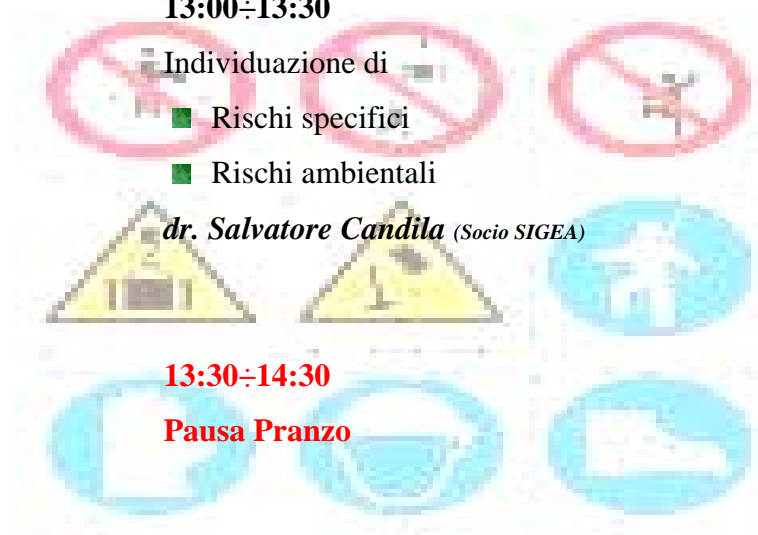 13:00÷13:30
Individuazione di
Rischi specifici
Rischi ambientali
dr. Salvatore Candila (Socio SIGEA)
13:30÷14:30
Pausa Pranzo